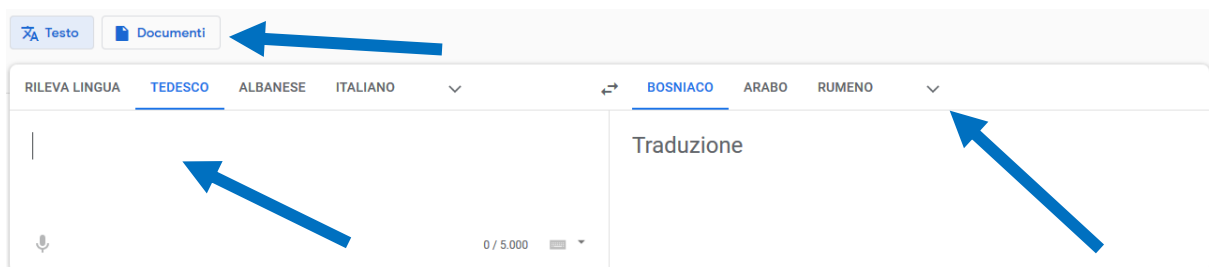 Testo Documenti
RILEVA LINGUA TEDESCO ALBANESE ITALIANO BOSNIACO ARABO RUMENO
Traduzione
0 / 5.000